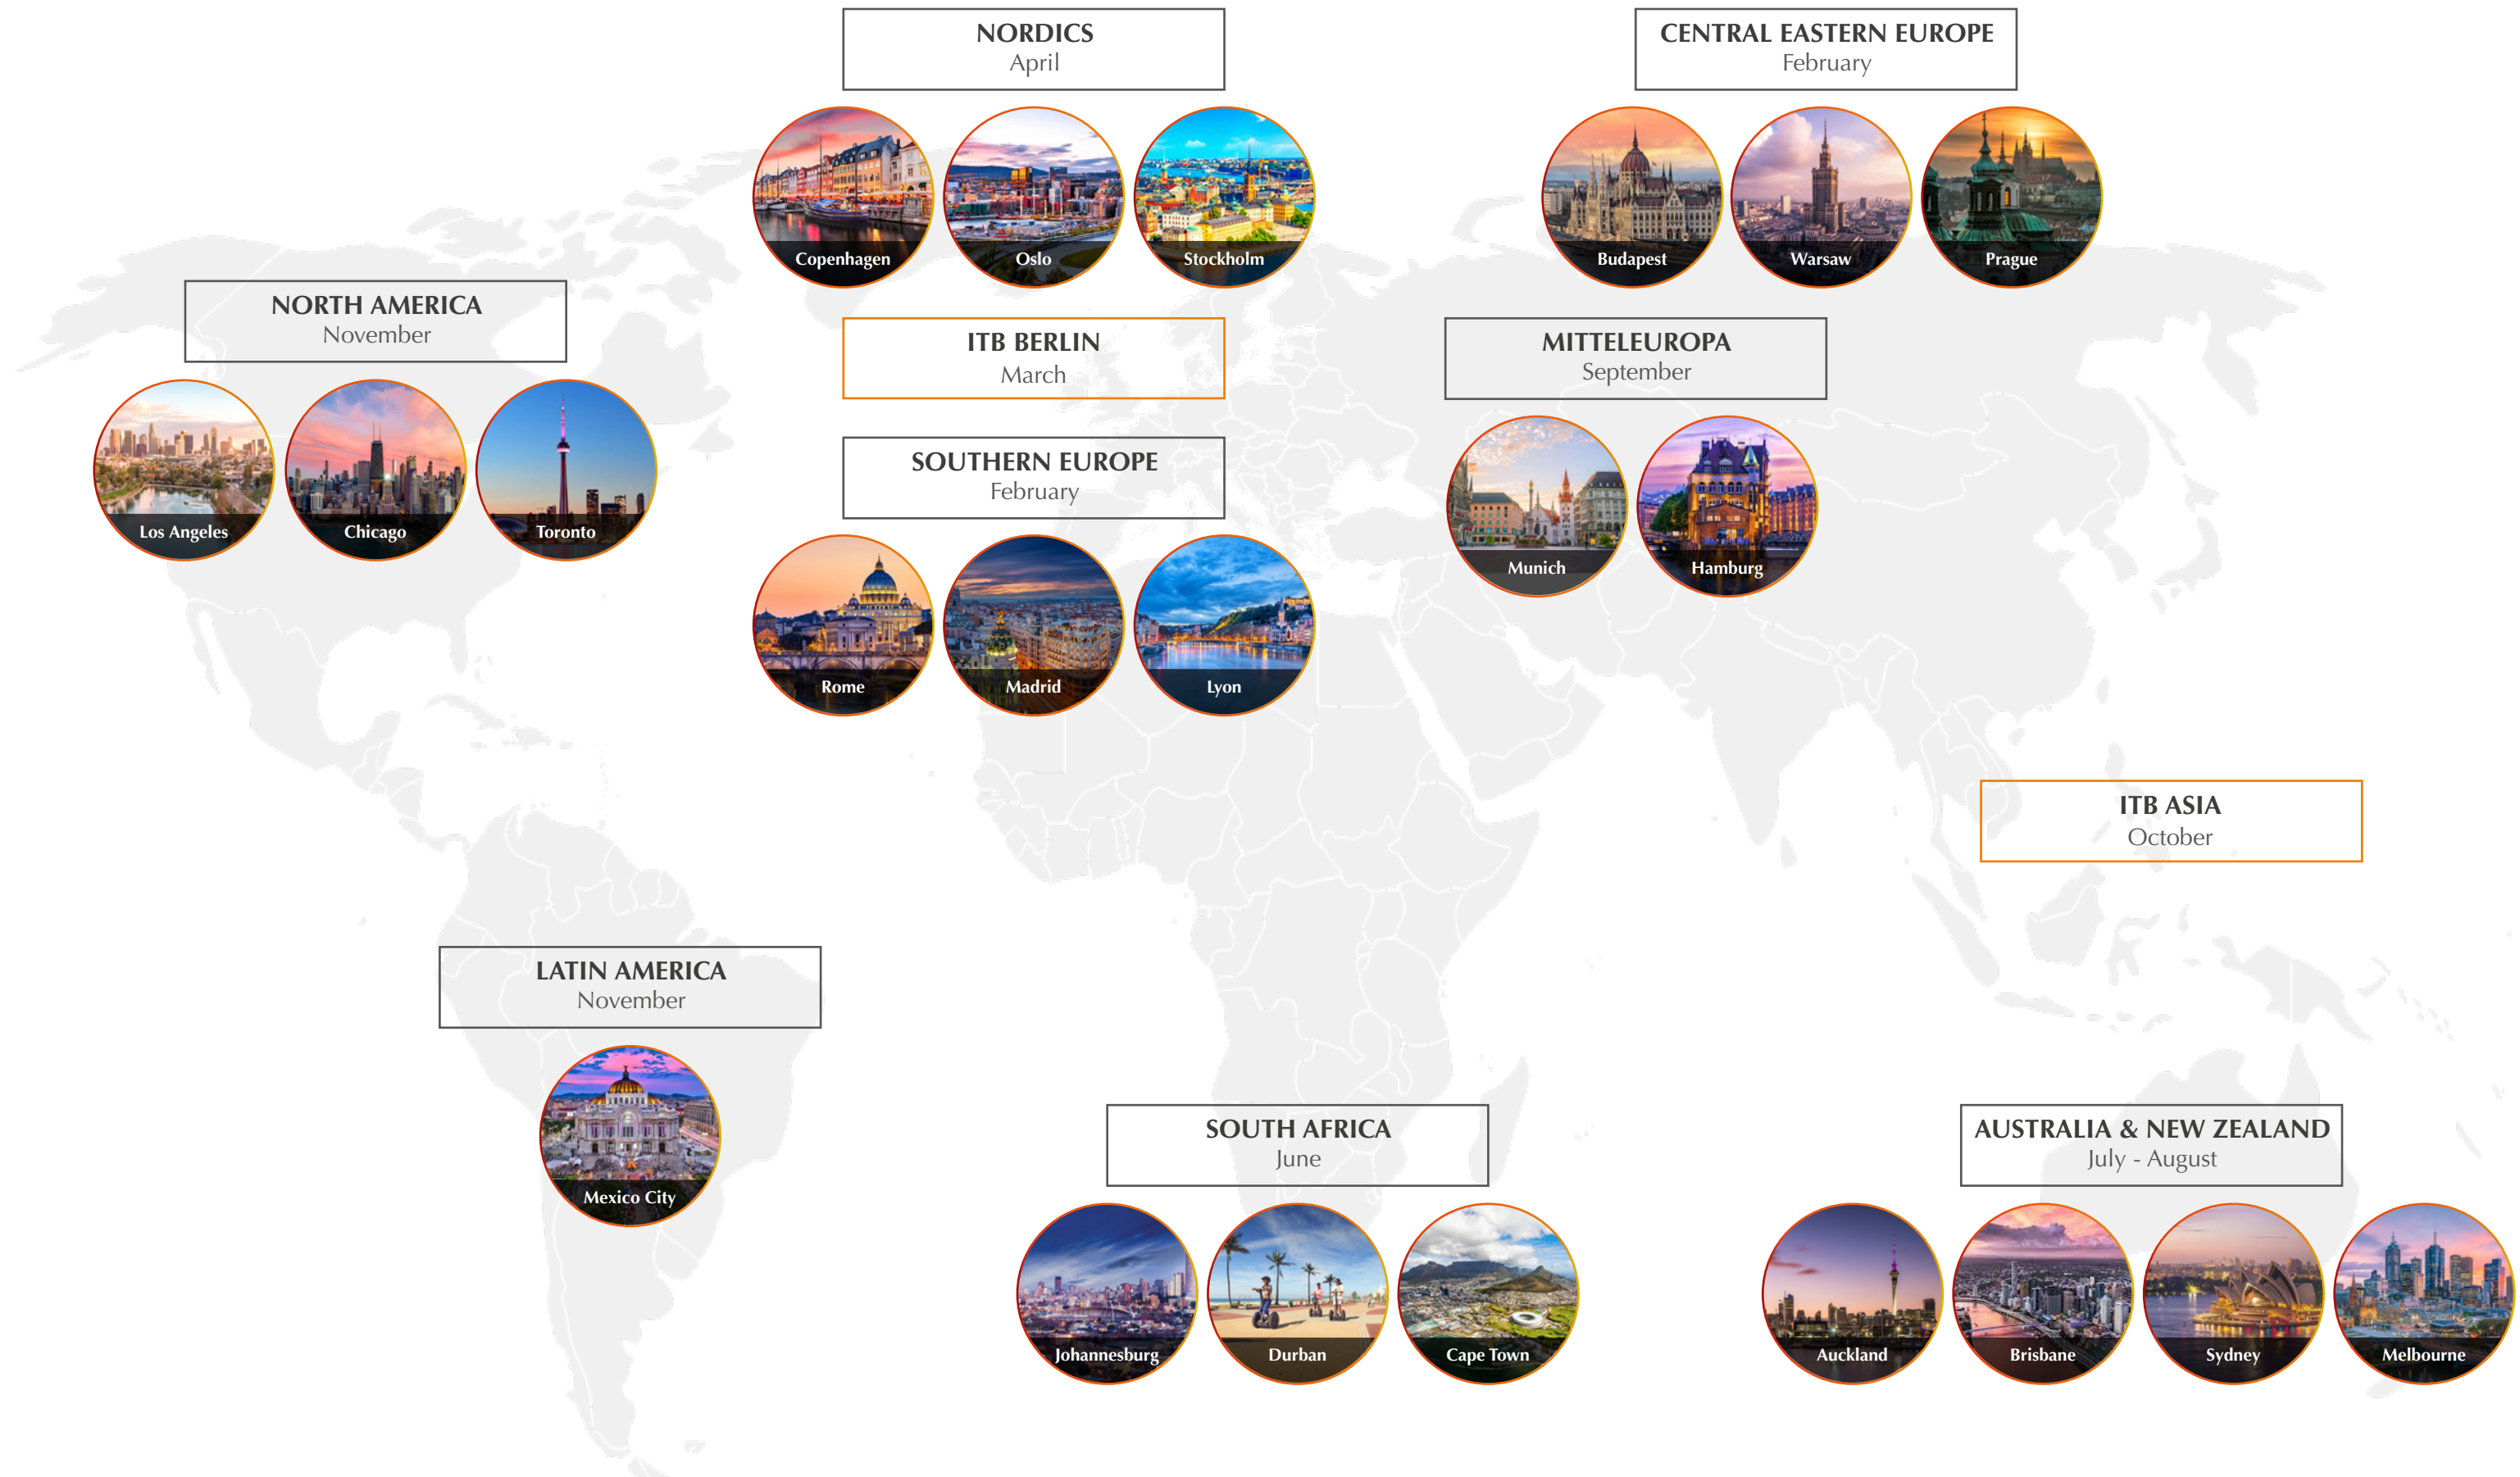 NORDICS
April
Copenhagen
Oslo
Stockholm
CENTRAL EASTERN EUROPE
February
Budapest
Warsaw
Prague
NORTH AMERICA
November
Los Angeles
Chicago
Toronto
ITB BERLIN
March
MITTELEUROPA
September
Munich
Hamburg
SOUTHERN EUROPE
February
Rome
Madrid
Lyon
ITB ASIA
October
LATIN AMERICA
November
Mexico City
SOUTH AFRICA
June
Johannesburg
Durban
Cape Town
AUSTRALIA & NEW ZEALAND
July - August
Auckland
Brisbane
Sydney
Melbourne